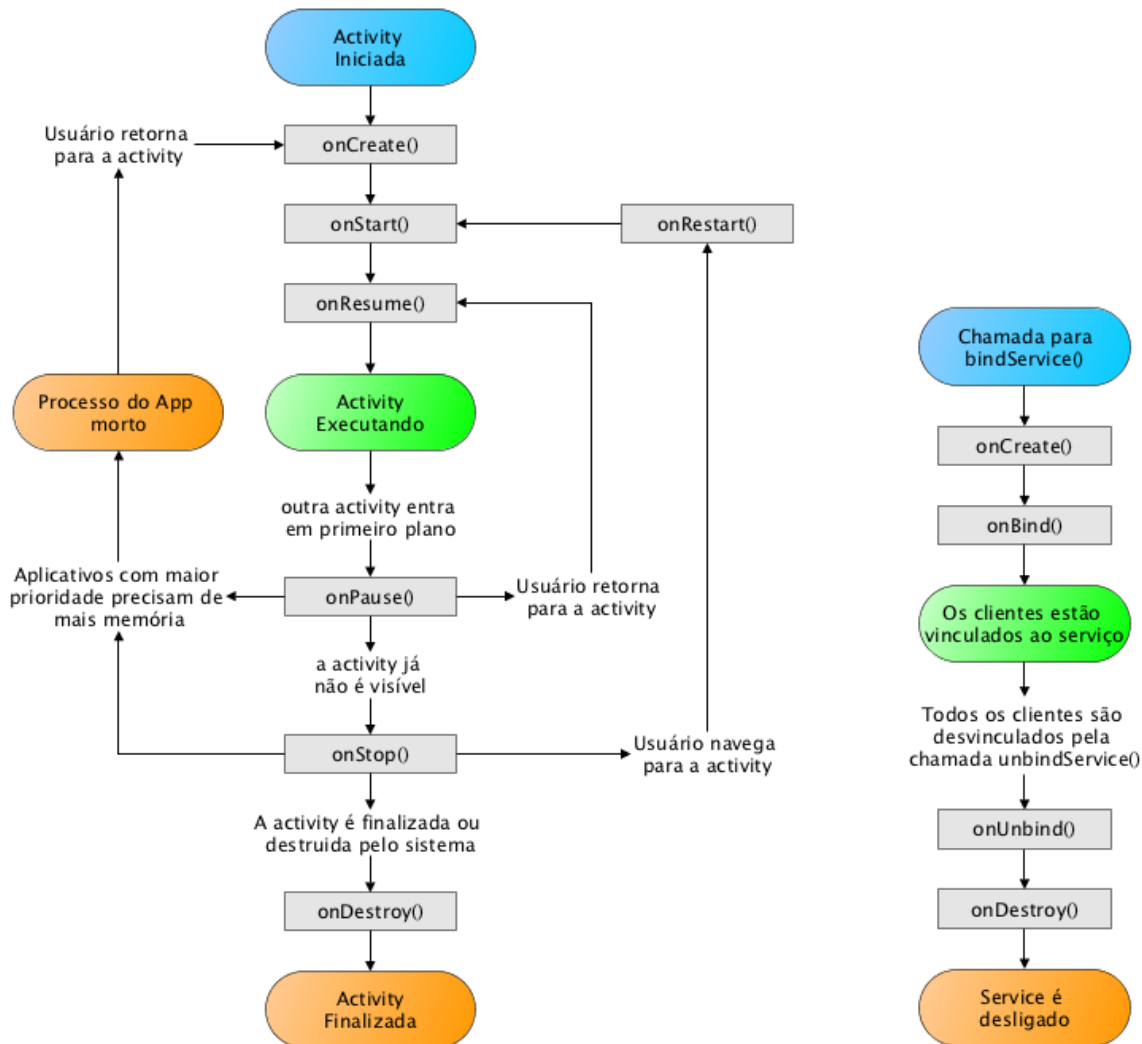 Activity
Iniciada
Usuário retorna
para a activity
onCreate()
onStart()
onRestart()
onResume()
Processo do App
morto
Activity
Executando
outra activity entra
em primeiro plano
Aplicativos com maior
prioridade precisam de
mais memória
onPause()
Usuário retorna
para a activity
a activity já
não é visível
onStop()
Usuário navega
para a activity
A activity é finalizada ou
destruida pelo sistema
onDestroy()
Activity
Finalizada
Chamada para
bindService()
onCreate()
onBind()
Os clientes estão
vinculados ao serviço
Todos os clientes são
desvinculados pela
chamada unbindService()
onUnbind()
onDestroy()
Service é
desligado